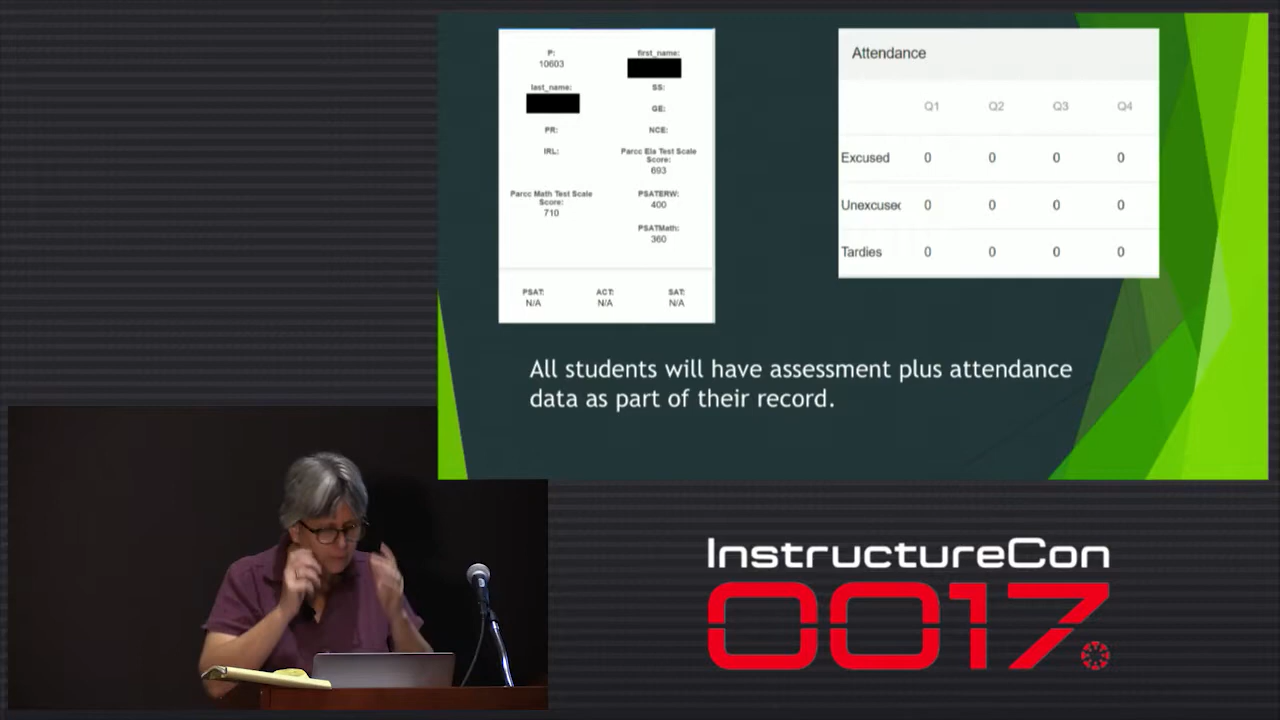 P:
10603
first_name:
last_name:
SS:
GE:
PR:
NCE:
IRL:
Parcc Ela Test Scale
Score:
693
Parcc Math Test Scale
Score:
710
PSATERW:
400
PSATMath:
360
PSAT:
N/A
ACT:
N/A
SAT:
N/A
Attendance
Q1 Q2 Q3 Q4
Excused 0 0 0 0
Unexcused 0 0 0 0
Tardies 0 0 0 0
All students will have assessment plus attendance
data as part of their record.
InstructureCon
0017